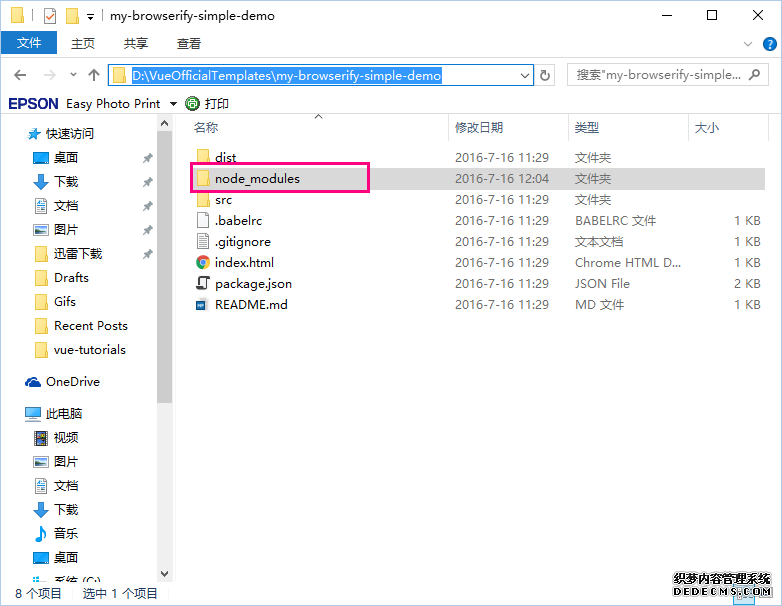 my-browserify-simple-demo
文件 主页 共享 查看
D:\VueOfficialTemplates\my-browserify-simple-demo 搜索"my-browserify-simple...
EPSON Easy Photo Print 打印
名称 修改日期 类型 大小
快速访问
桌面
下载
文档
图片
迅雷下载
Drafts
Gifs
Recent Posts
vue-tutorials
OneDrive
此电脑
视频
图片
文档
下载
音乐
桌面
系统 (C:)
dist 2016-7-16 11:29 文件夹
node_modules 2016-7-16 12:04 文件夹
src 2016-7-16 11:29 文件夹
.babelrc 2016-7-16 11:29 BABELRC 文件 1 KB
.gitignore 2016-7-16 11:29 文本文档 1 KB
index.html 2016-7-16 11:29 Chrome HTML D... 1 KB
package.json 2016-7-16 11:29 JSON File 2 KB
README.md 2016-7-16 11:29 MD 文件 1 KB
8 个项目 选中 1 个项目
织梦内容管理系统
DEDECMS.COM